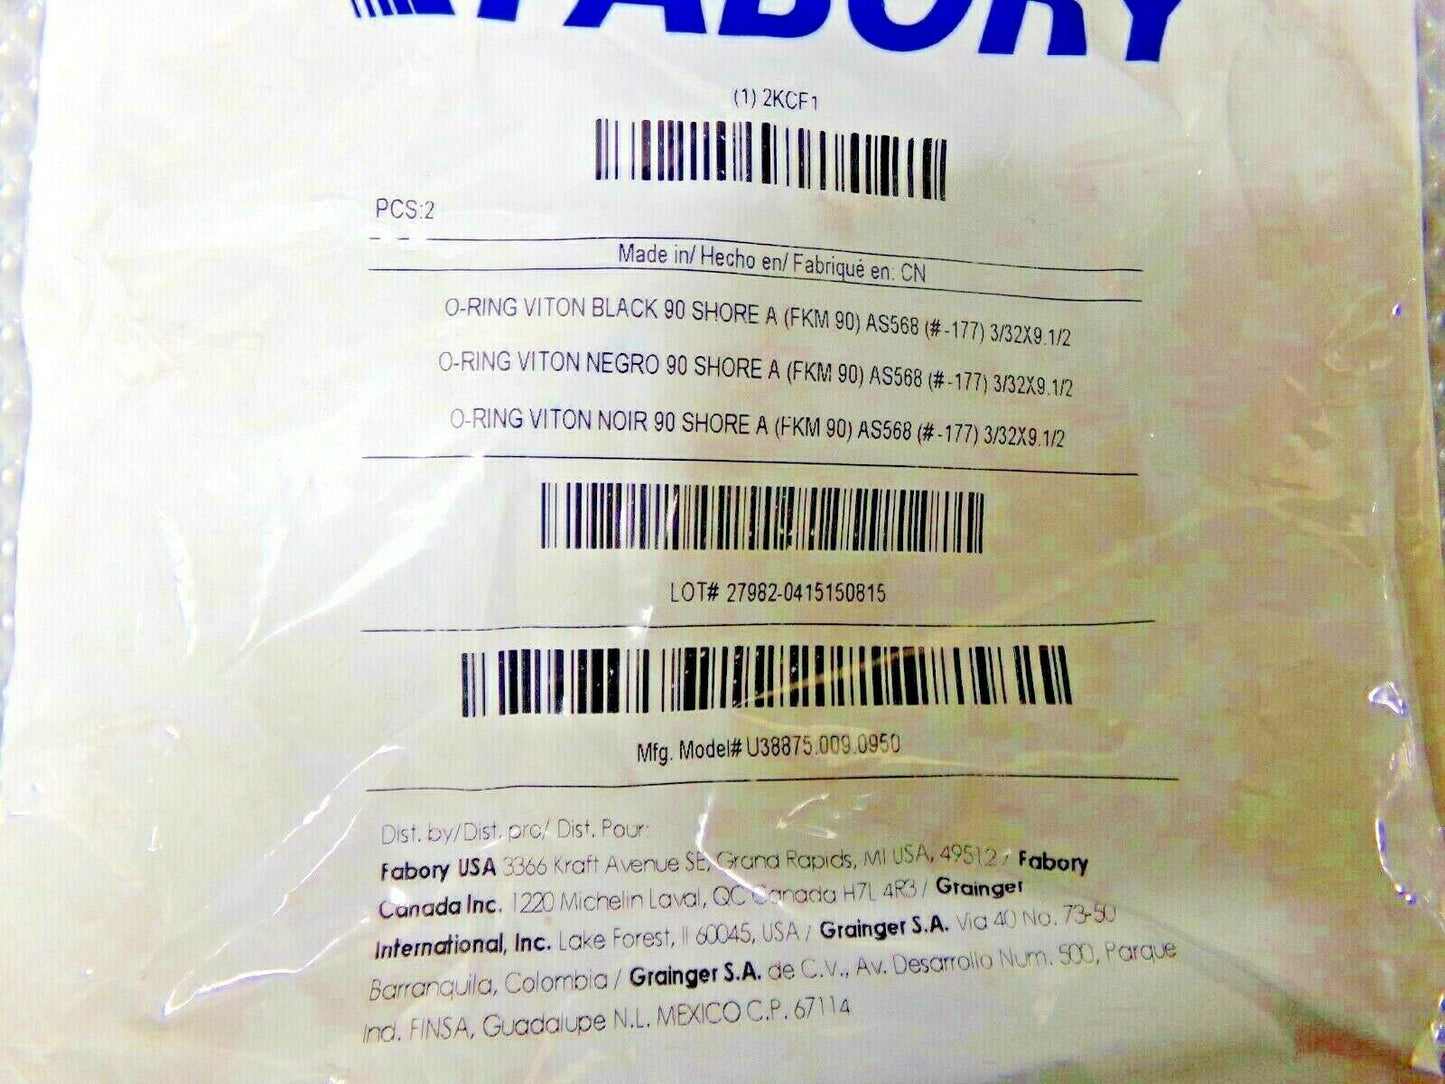 FABORY
(1) 2KCF1
PCS:2
Made in/ Hecho en/ Fabriqué en: CN
O-RING VITON BLACK 90 SHORE A (FKM 90) AS568 (#-177) 3/32X9.1/2
O-RING VITON NEGRO 90 SHORE A (FKM 90) AS568 (#-177) 3/32X9.1/2
O-RING VITON NOIR 90 SHORE A (FKM 90) AS568 (#-177) 3/32X9.1/2
LOT# 27982-0415150815
Mfg. Model# U38875.009.0950
Dist. by/Dist. pro/ Dist. Pour:
Fabory USA 3366 Kraft Avenue SE, Grand Rapids, MI USA, 49512 / Fabory
Canada Inc. 1220 Michelin Laval, QC Canada H7L 4R3 / Grainger
International, Inc. Lake Forest, Il 60045, USA / Grainger S.A. Via 40 No. 73-50
Barranquila, Colombia / Grainger S.A. de C.V., Av. Desarrollo Num. 500, Parque
Ind. FINSA, Guadalupe N.L. MEXICO C.P. 67114